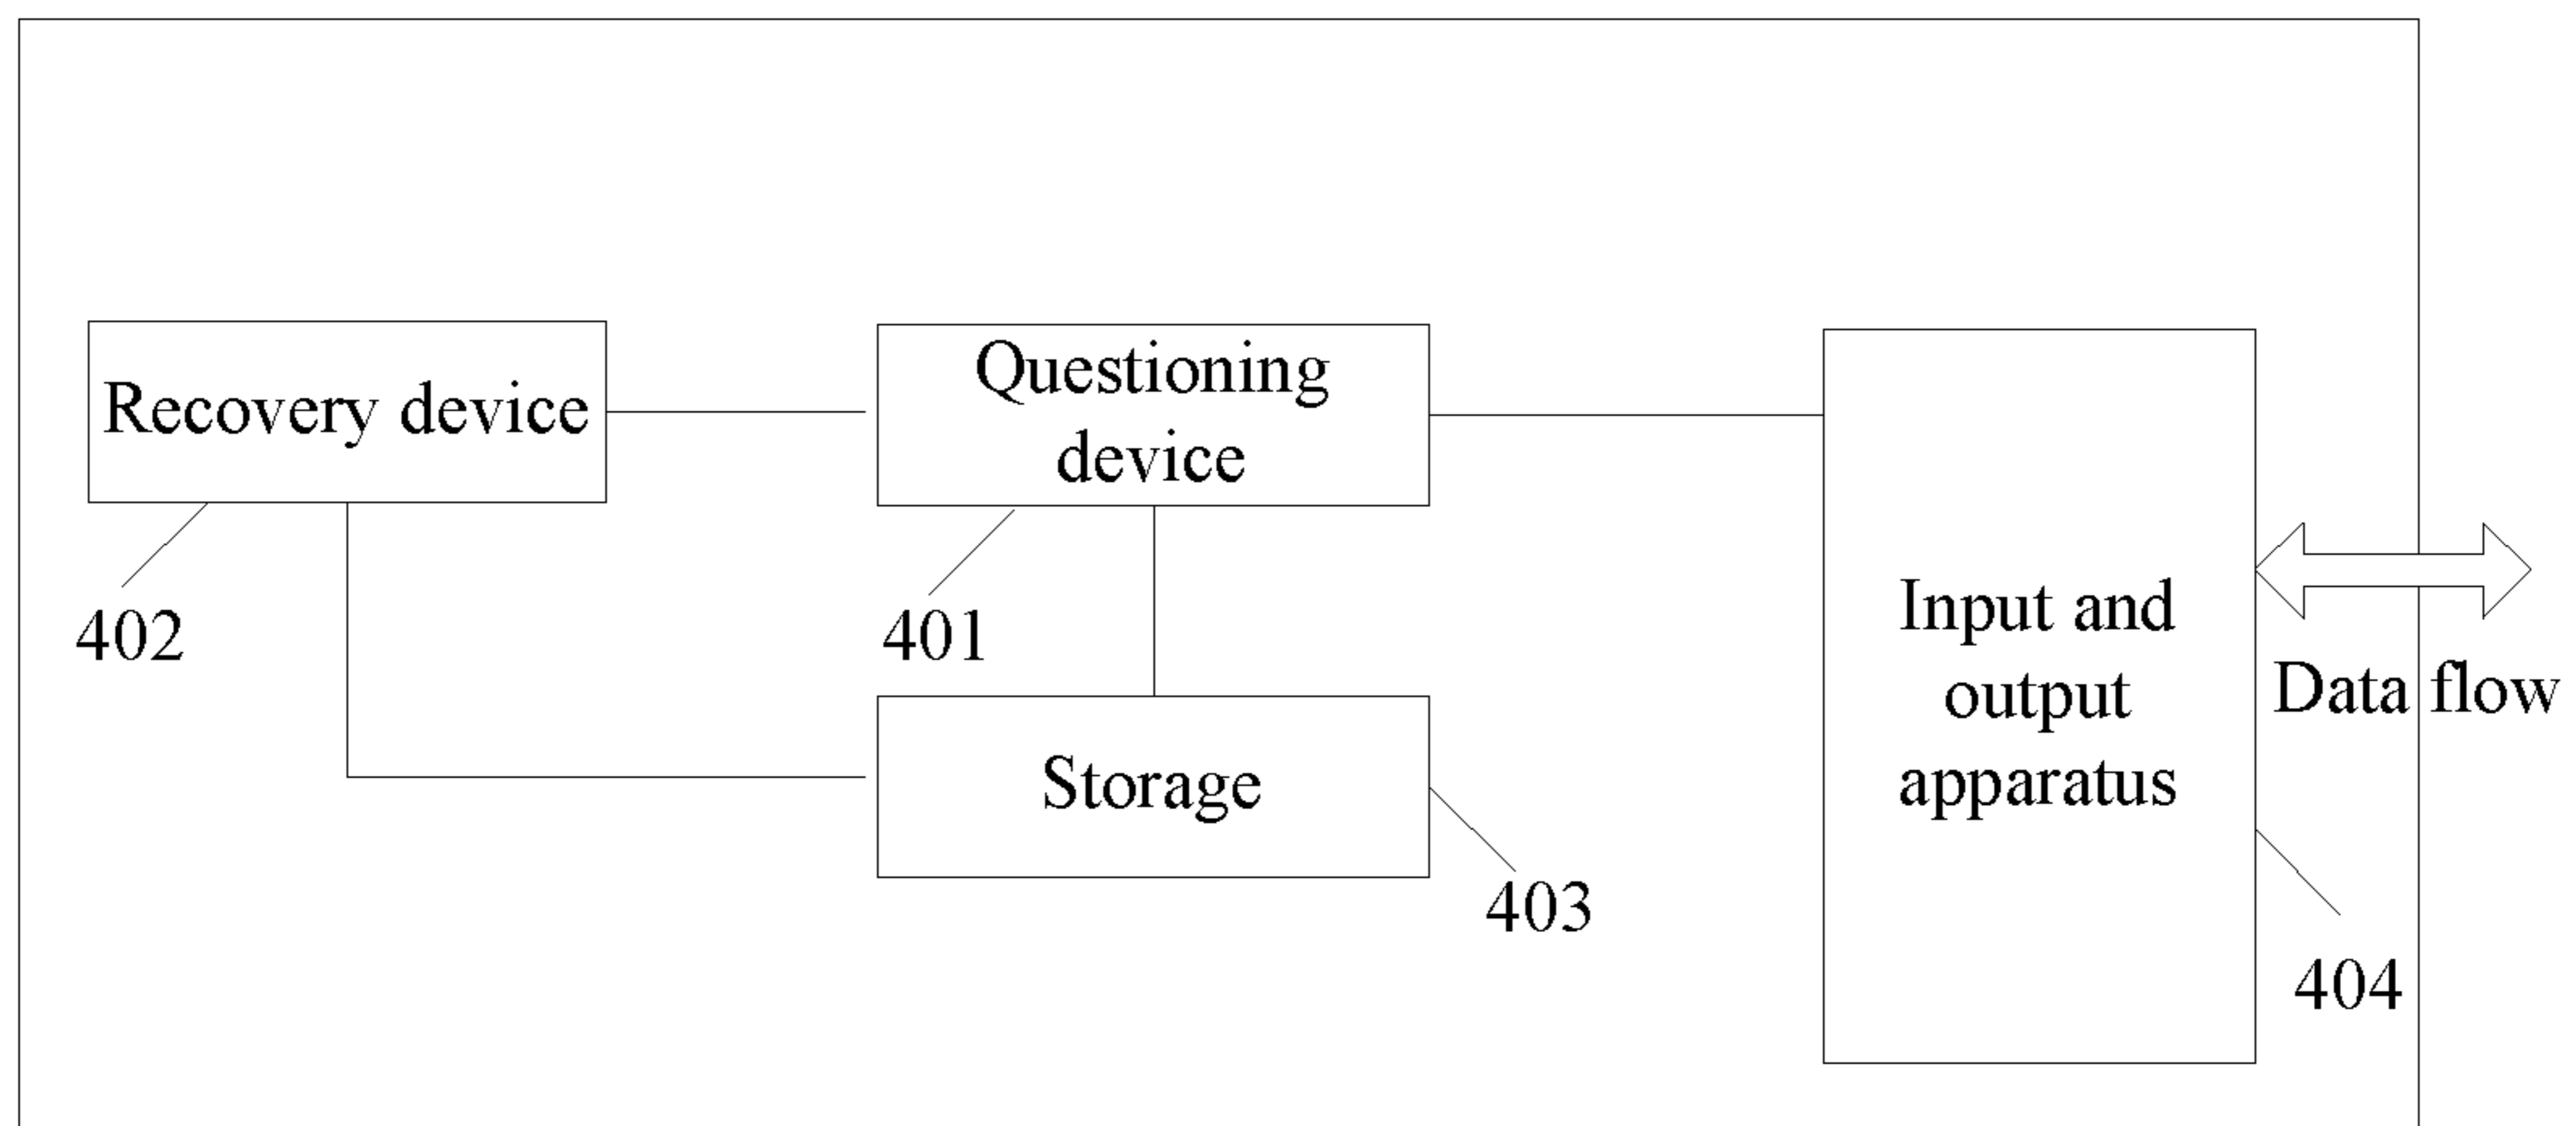 Recovery device
Questioning
device
402
401
Storage
403
Input and
output
apparatus
Data flow
404